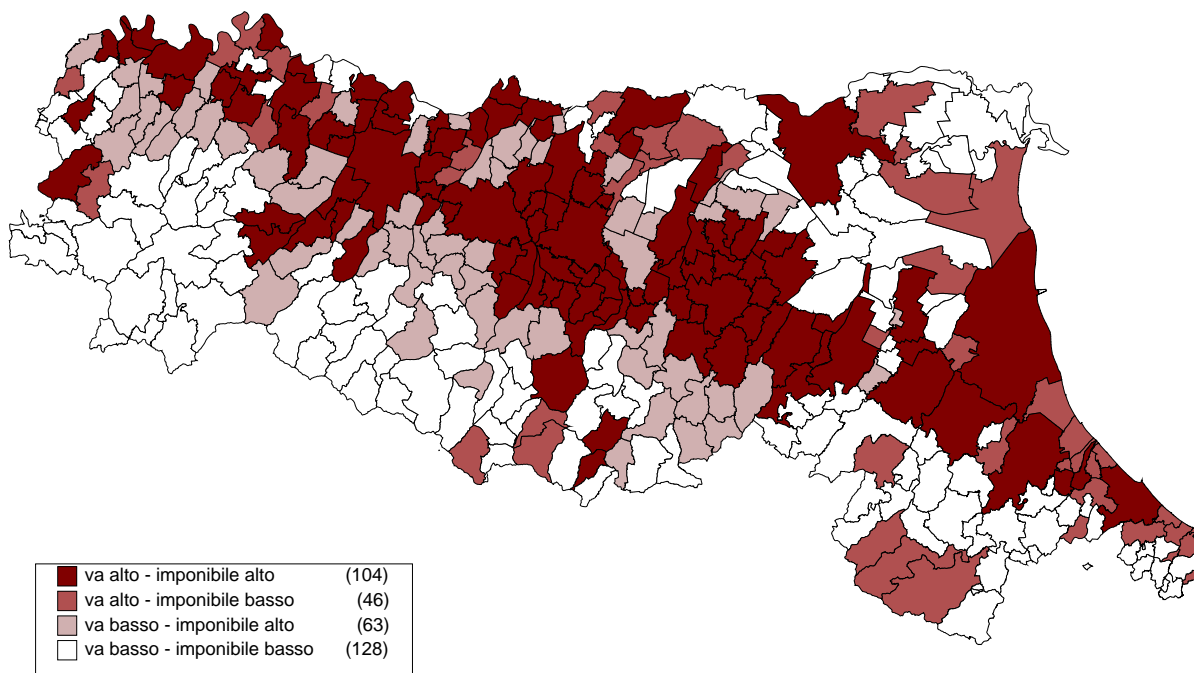 va alto - imponibile alto (104)
va alto - imponibile basso (46)
va basso - imponibile alto (63)
va basso - imponibile basso (128)